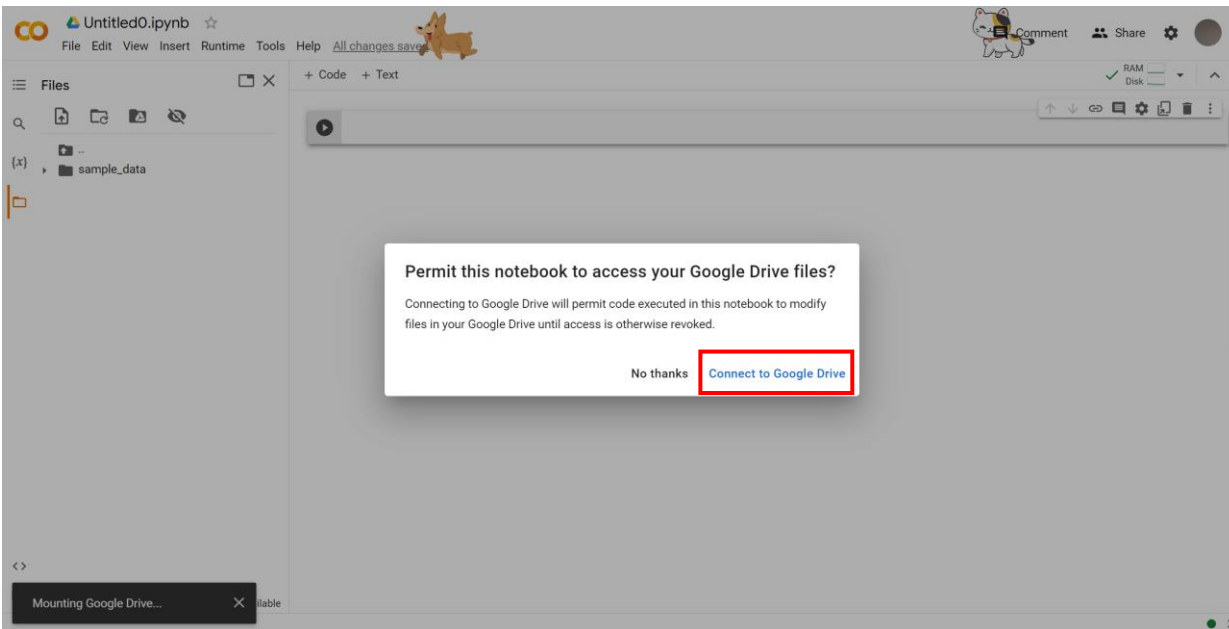 CO Untitled0.ipynb
File Edit View Insert Runtime Tools Help All changes saved
Comment Share
Files
+ Code + Text
RAM
Disk
..
{x}
sample_data
Permit this notebook to access your Google Drive files?
Connecting to Google Drive will permit code executed in this notebook to modify
files in your Google Drive until access is otherwise revoked.
No thanks Connect to Google Drive
< >
Mounting Google Drive...
ilable